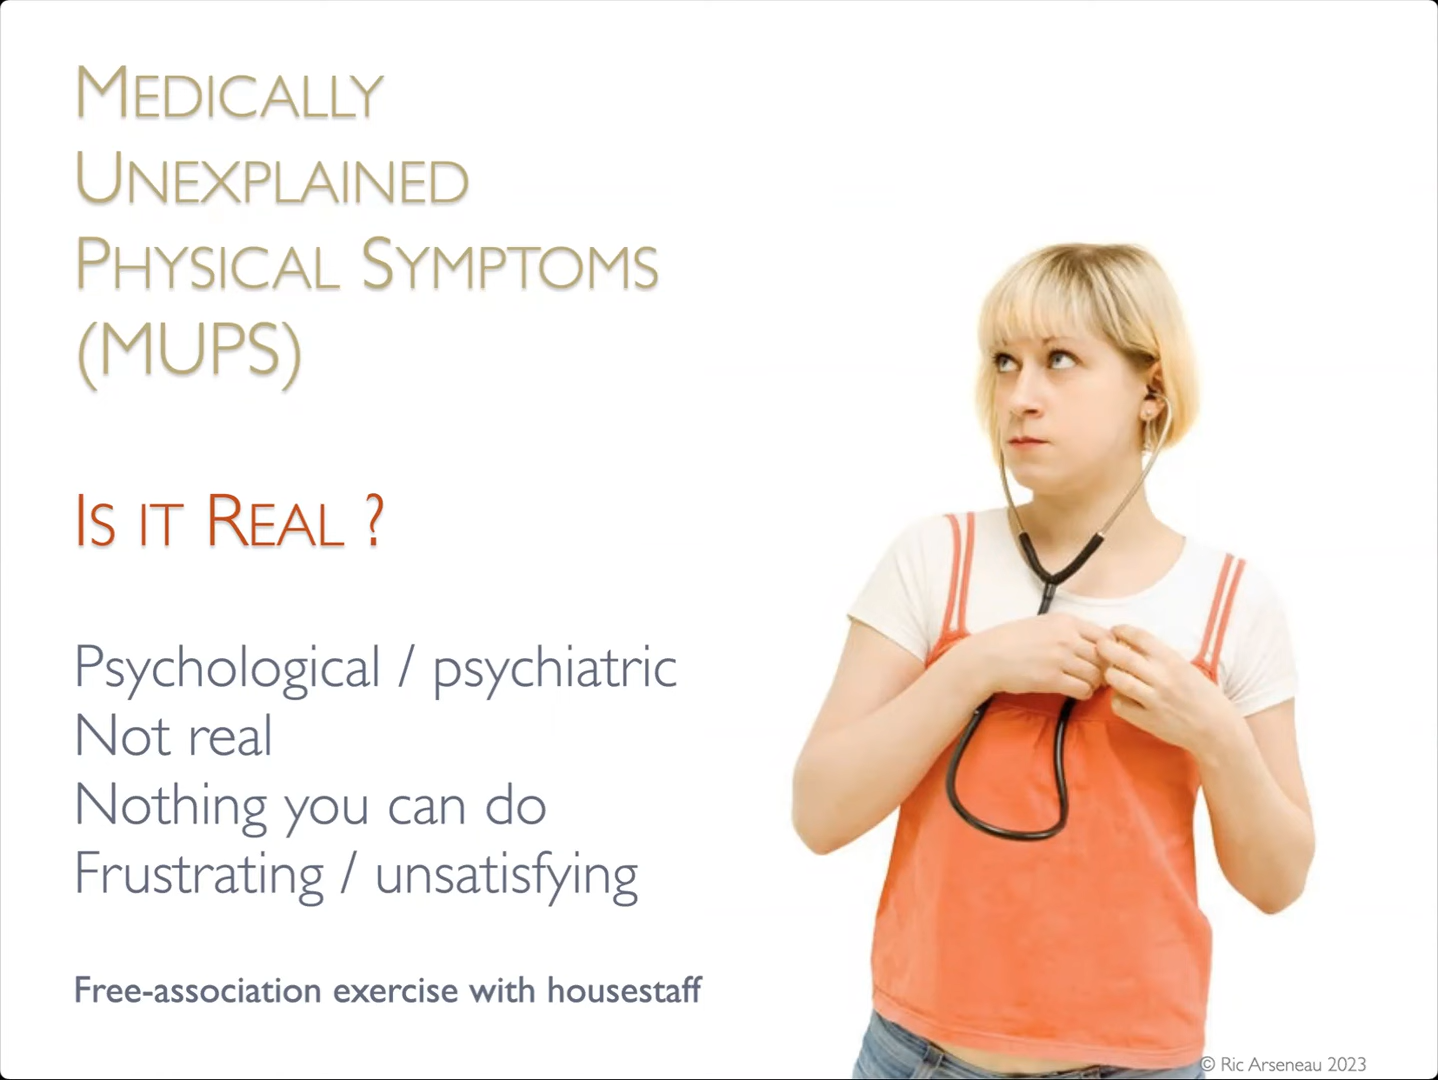 Medically
Unexplained
Physical Symptoms
(MUPS)
Is it Real ?
Psychological / psychiatric
Not real
Nothing you can do
Frustrating / unsatisfying
Free-association exercise with housestaff
© Ric Arseneau 2023